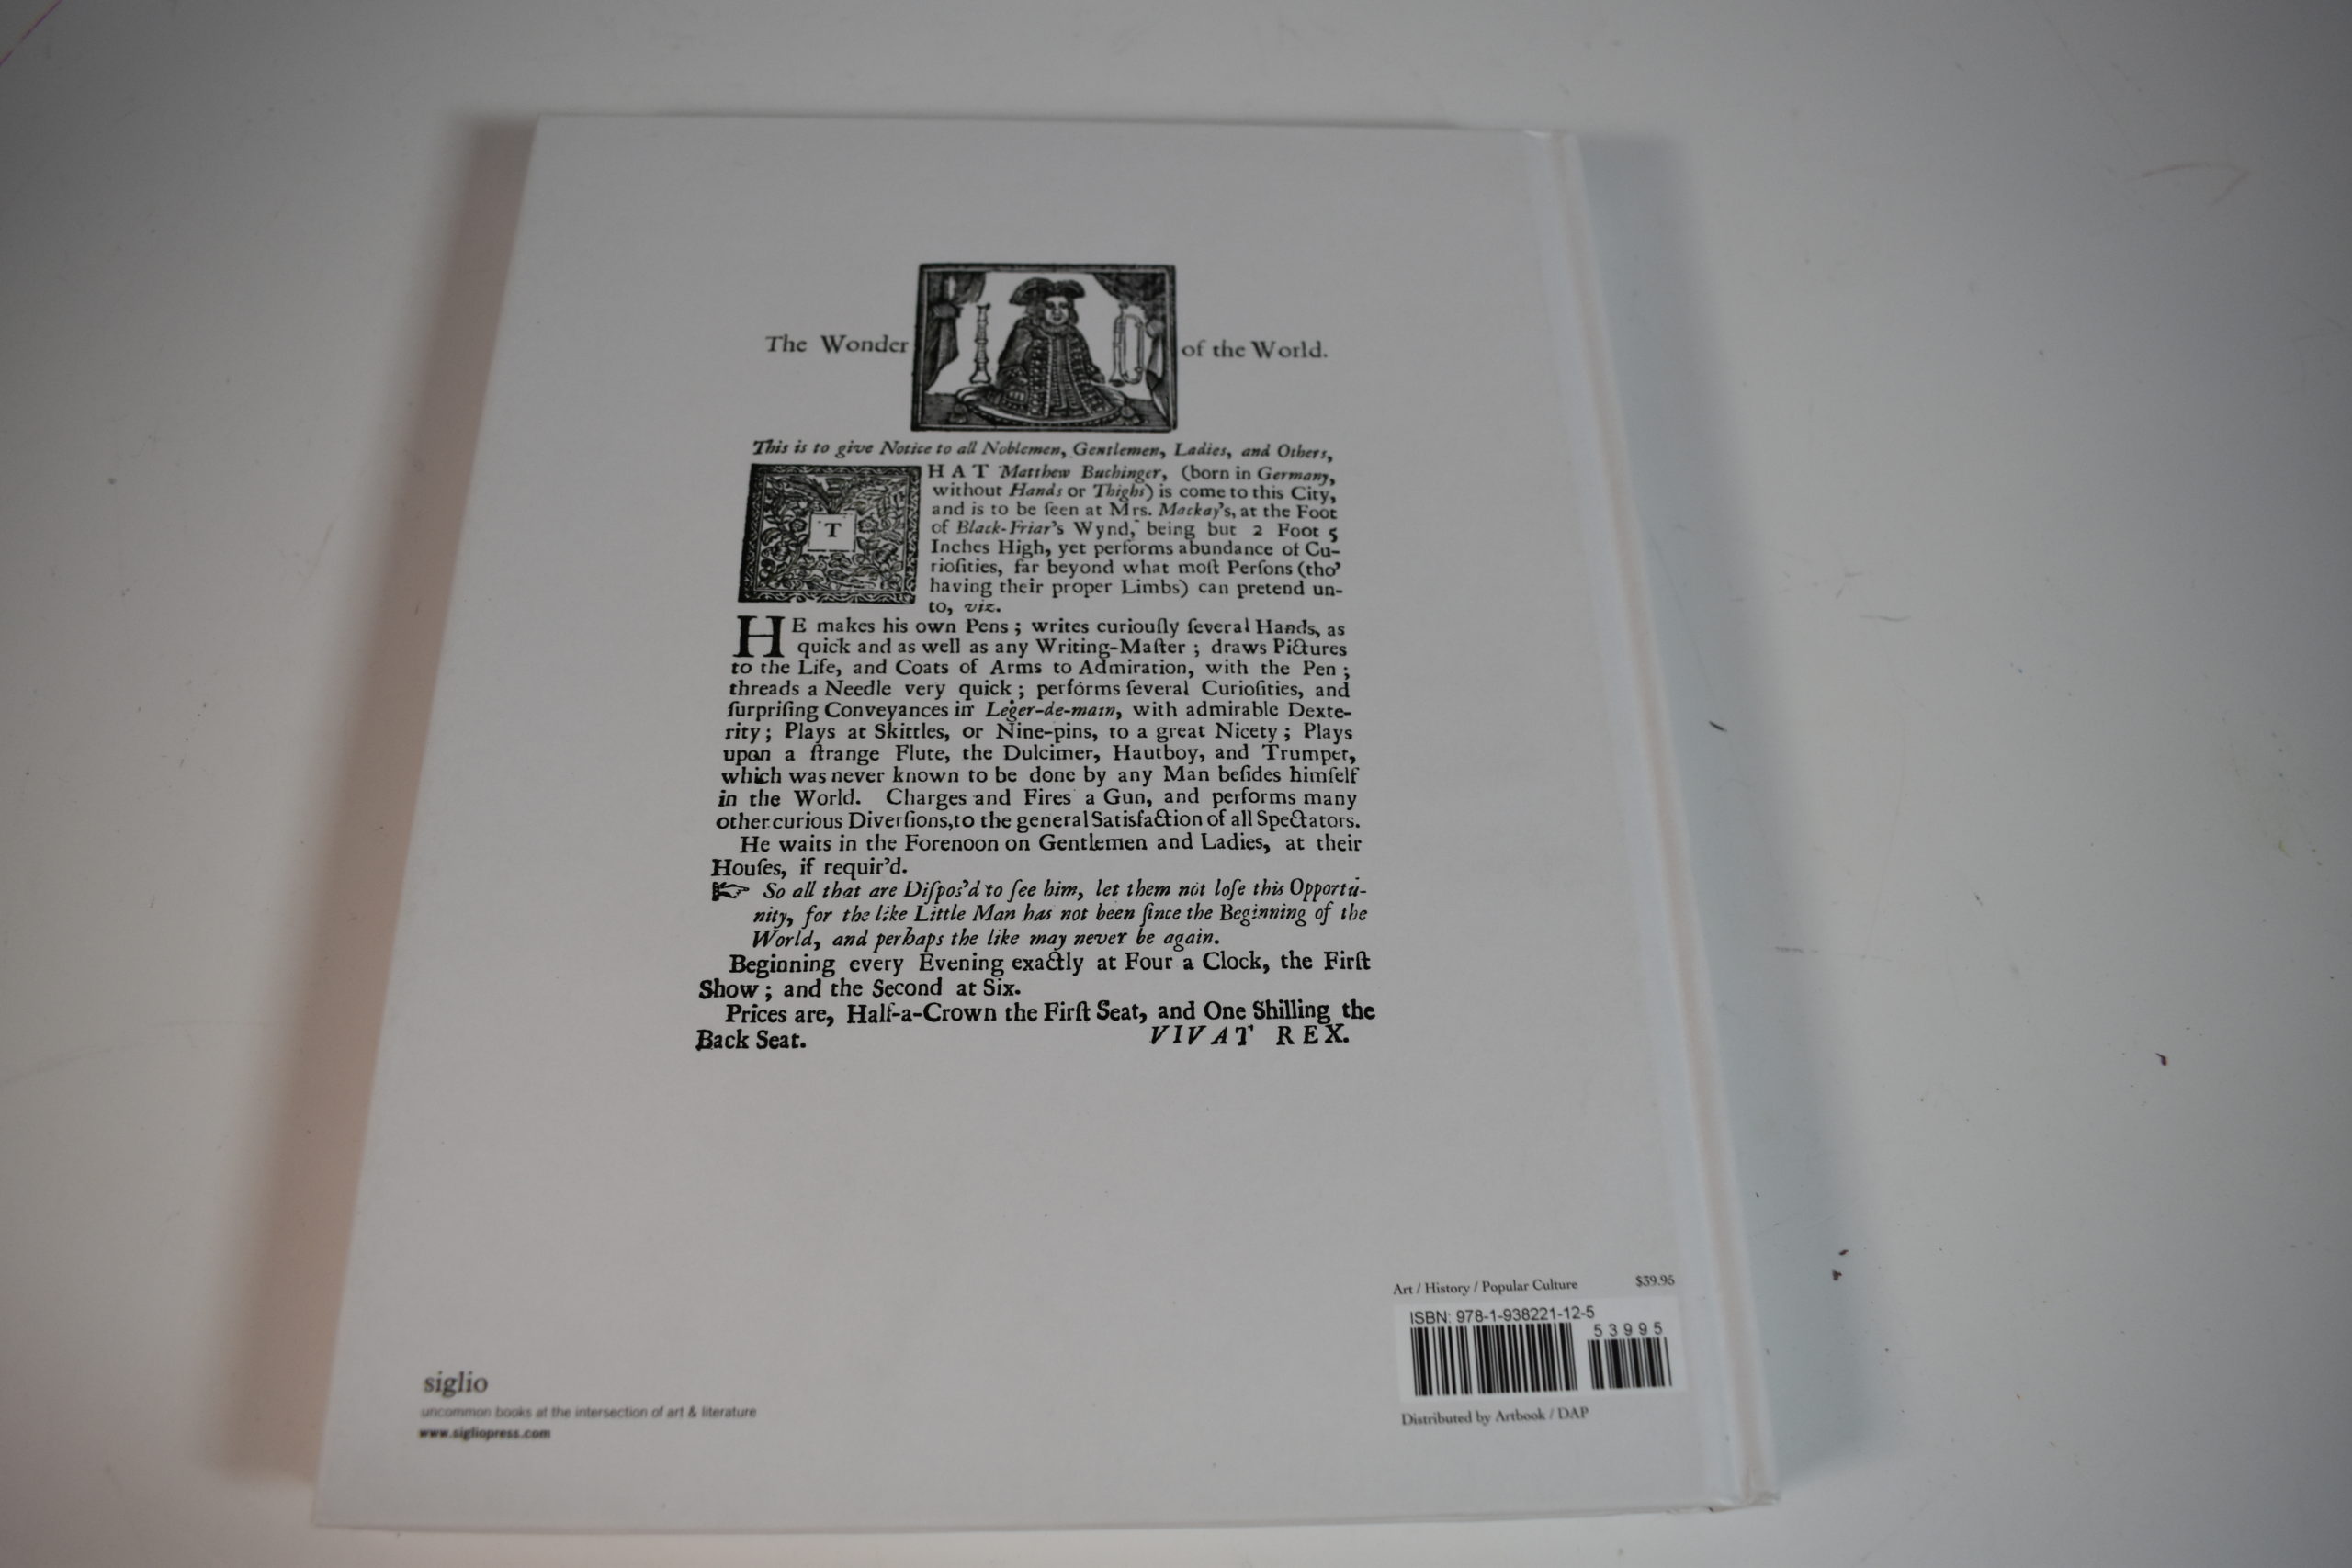 The Wonder of the World.
This is to give Notice to all Noblemen, Gentlemen, Ladies, and Others,
T
HAT Matthew Buchinger, (born in Germany,
without Hands or Thighs) is come to this City,
and is to be ſeen at Mrs. Mackay's, at the Foot
of Black-Friar's Wynd, being but 2 Foot 5
Inches High, yet performs abundance of Cu-
rioſities, far beyond what moſt Perſons (tho'
having their proper Limbs) can pretend un-
to, viz.
HE makes his own Pens; writes curiouſly ſeveral Hands, as
quick and as well as any Writing-Maſter; draws Pictures
to the Life, and Coats of Arms to Admiration, with the Pen;
threads a Needle very quick; performs ſeveral Curioſities, and
ſurpriſing Conveyances in Leger-de-main, with admirable Dexte-
rity; Plays at Skittles, or Nine-pins, to a great Nicety; Plays
upon a ſtrange Flute, the Dulcimer, Hautboy, and Trumpet,
which was never known to be done by any Man beſides himſelf
in the World. Charges and Fires a Gun, and performs many
other curious Diverſions, to the general Satisfaction of all Spectators.
He waits in the Forenoon on Gentlemen and Ladies, at their
Houſes, if requir'd.
☞ So all that are Diſpos'd to ſee him, let them not loſe this Opportu-
nity, for the like Little Man has not been ſince the Beginning of the
World, and perhaps the like may never be again.
Beginning every Evening exactly at Four a Clock, the Firſt
Show; and the Second at Six.
Prices are, Half-a-Crown the Firſt Seat, and One Shilling the
Back Seat. VIVAT REX.
Art / History / Popular Culture $39.95
ISBN: 978-1-938221-12-5
53995
Distributed by Artbook / DAP
siglio
uncommon books at the intersection of art & literature
www.sigliopress.com